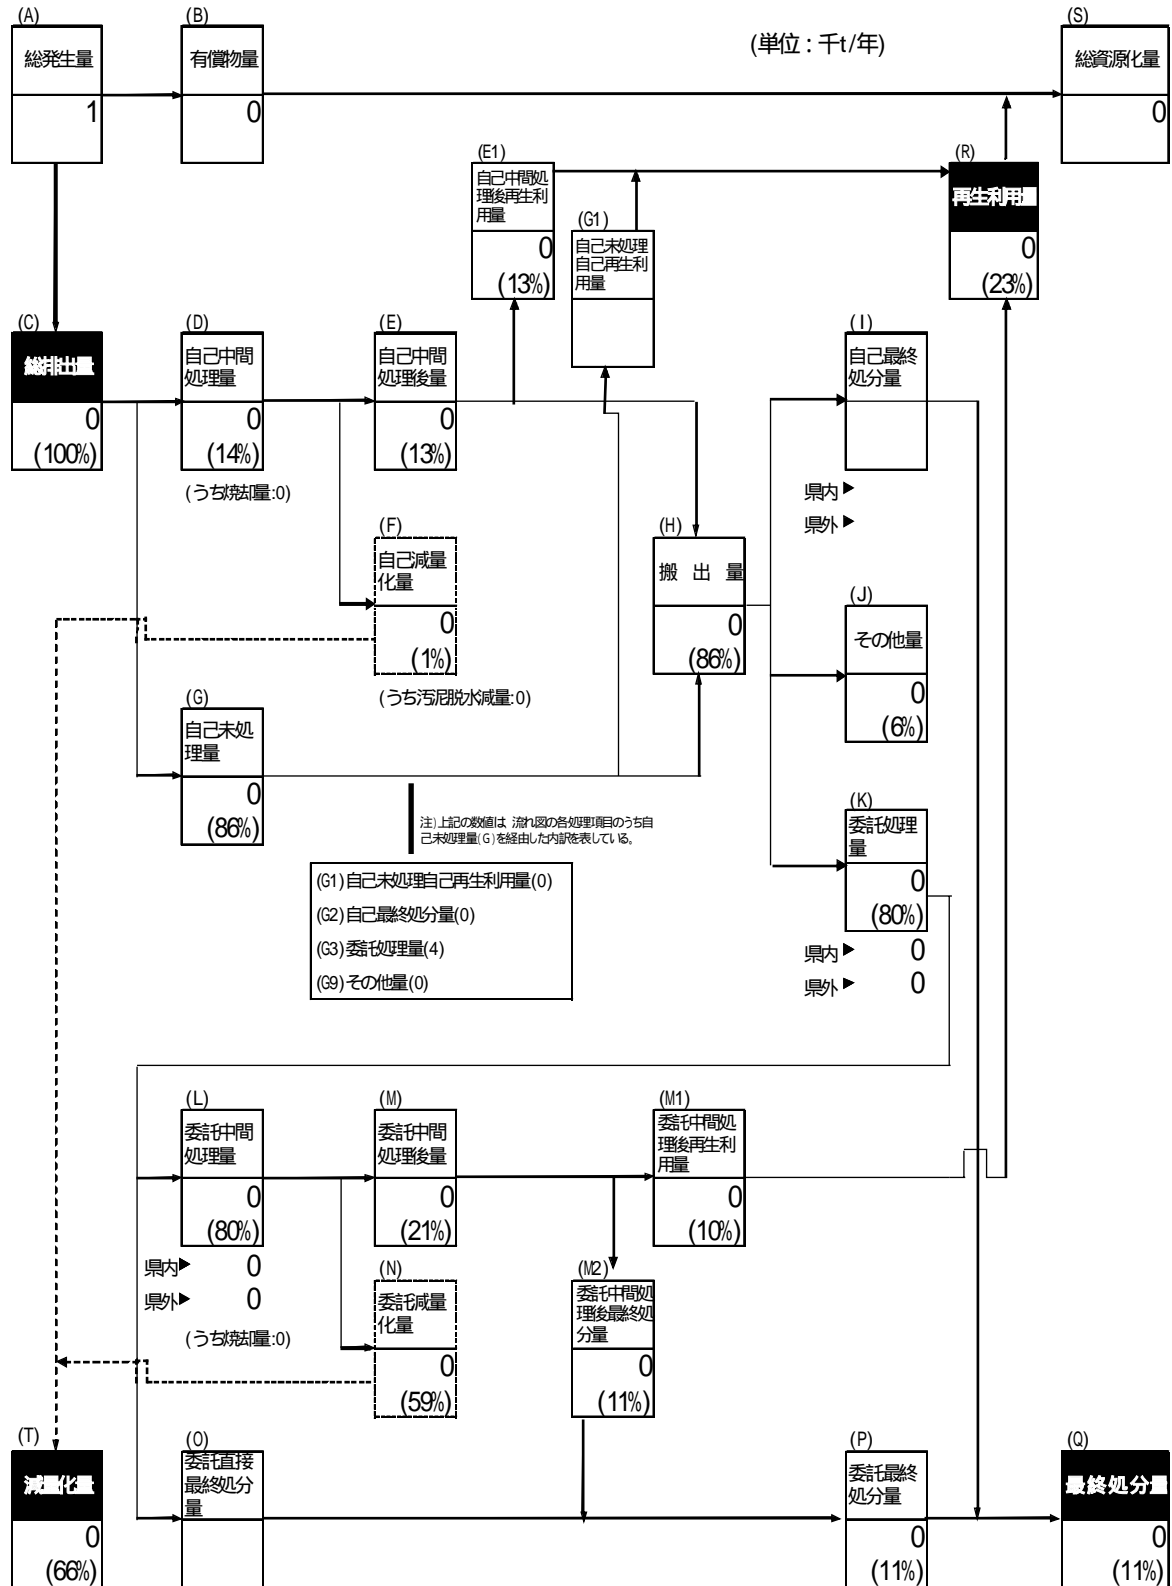 (A)
総発生量
1
(B)
有償物量
0
(単位：千t/年)
(S)
総資源化量
0
(E1)
自己中間処
理後再生利
用量
0
(13%)
(G1)
自己未処理
自己再生利
用量
(R)
再生利用量
0
(23%)
(C)
総排出量
0
(100%)
(D)
自己中間
処理量
0
(14%)
(うち焼却量:0)
(E)
自己中間
処理後量
0
(13%)
(I)
自己最終
処分量
県内▶
県外▶
(F)
自己減量
化量
0
(1%)
(うち汚泥脱水減量:0)
(H)
搬 出 量
0
(86%)
(J)
その他量
0
(6%)
(G)
自己未処
理量
0
(86%)
(K)
委託処理
量
0
(80%)
県内▶ 0
県外▶ 0
注)上記の数値は 流れ図の各処理項目のうち自
己未処理量(G)を経由した内訳を表している。
(G1)自己未処理自己再生利用量(0)
(G2)自己最終処分量(0)
(G3)委託処理量(4)
(G9)その他量(0)
(L)
委託中間
処理量
0
(80%)
県内▶ 0
県外▶ 0
(うち焼却量:0)
(M)
委託中間
処理後量
0
(21%)
(M1)
委託中間処
理後再生利
用量
0
(10%)
(N)
委託減量
化量
0
(59%)
(M2)
委託中間処
理後最終処
分量
0
(11%)
(T)
減量化量
0
(66%)
(O)
委託直接
最終処分
量
(P)
委託最終
処分量
0
(11%)
(Q)
最終処分量
0
(11%)